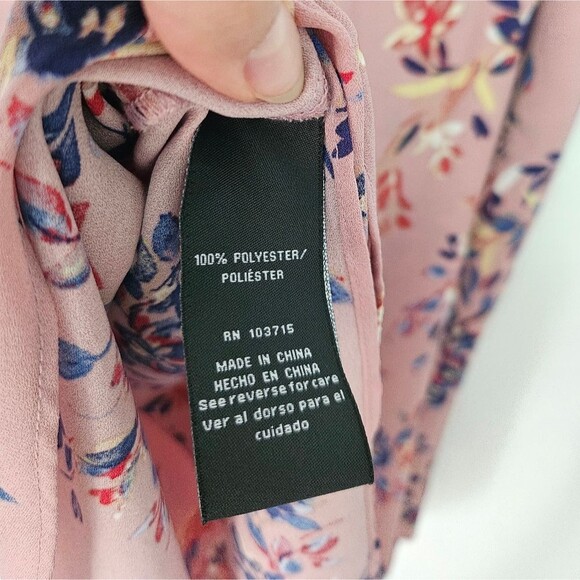 100% POLYESTER/
POLIÉSTER
RN 103715
MADE IN CHINA
HECHO EN CHINA
See reverse for care
Ver al dorso para el
cuidado